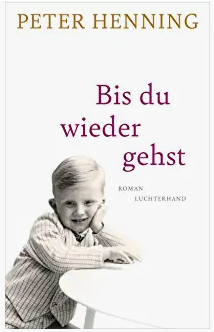 PETER HENNING
Bis du
wieder
gehst
ROMAN
LUCHTERHAND